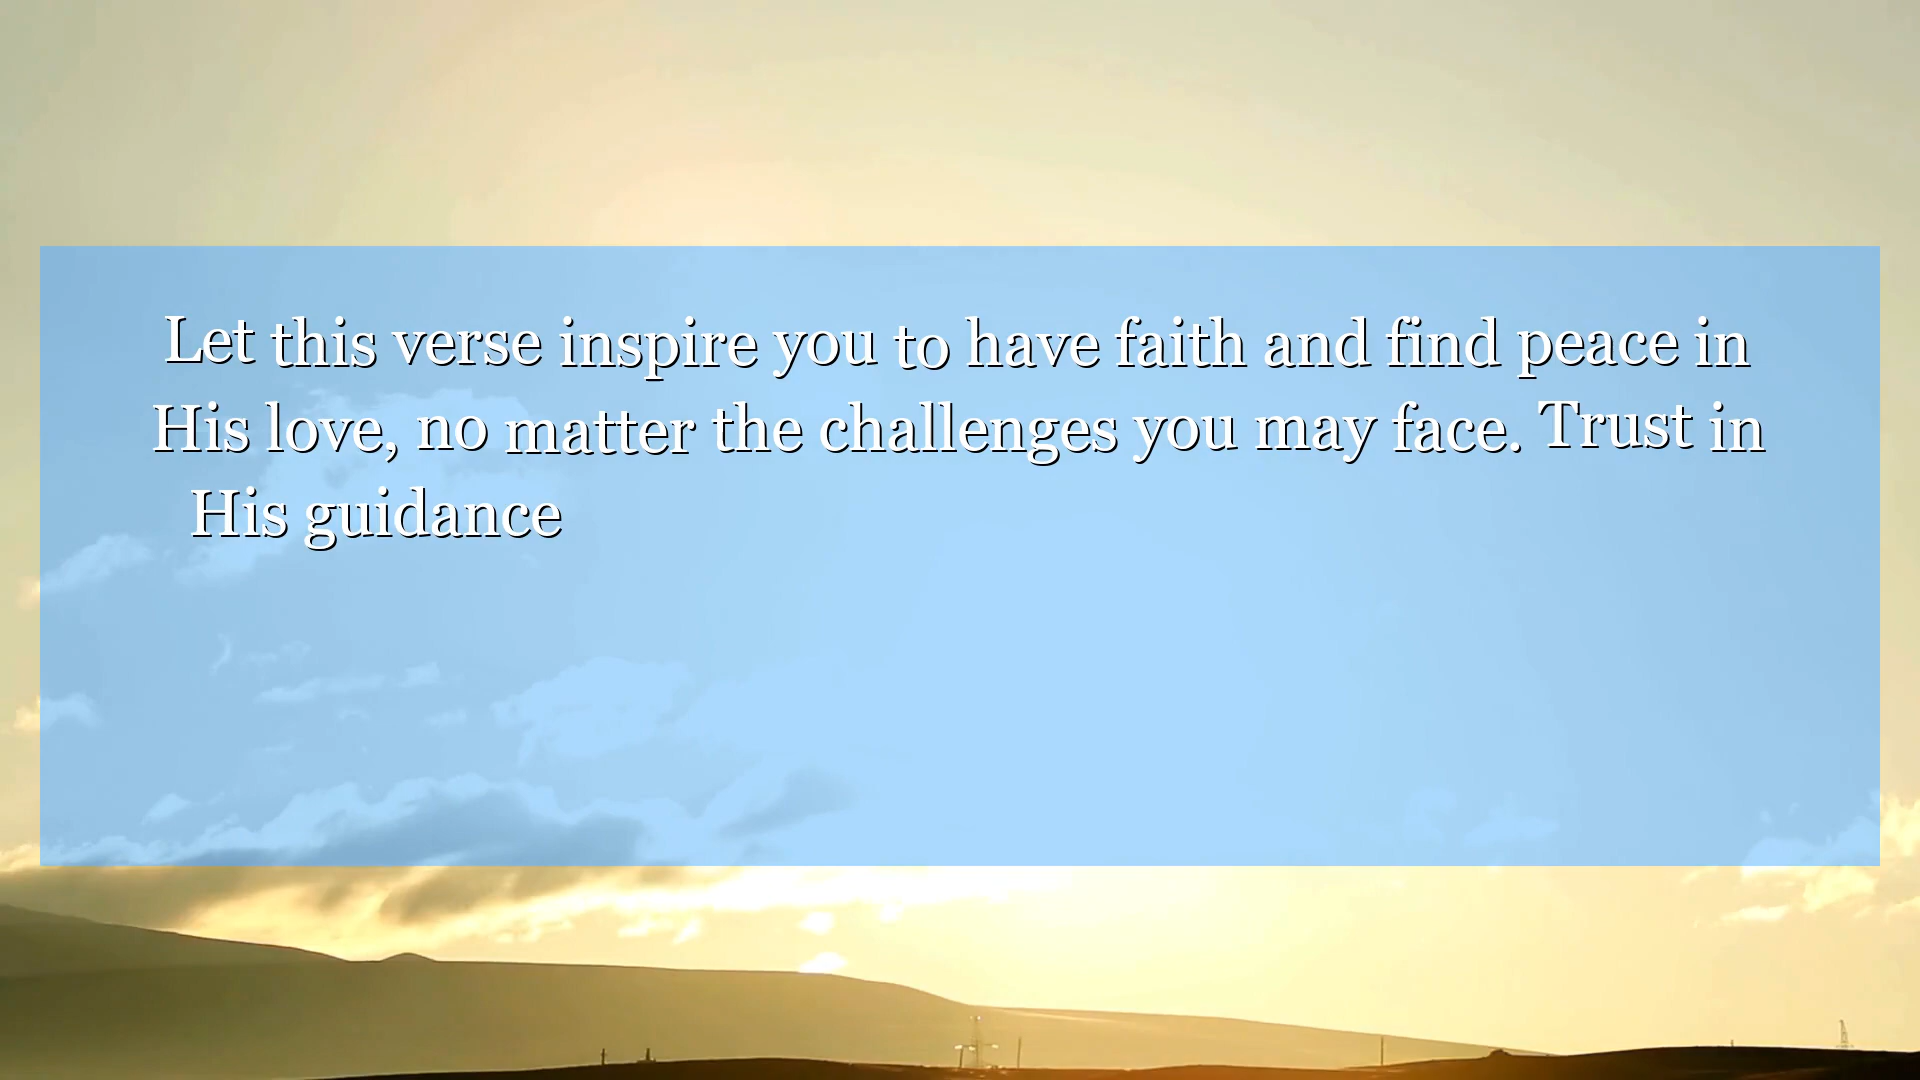 Let this verse inspire you to have faith and find peace in
His love, no matter the challenges you may face. Trust in
His guidance